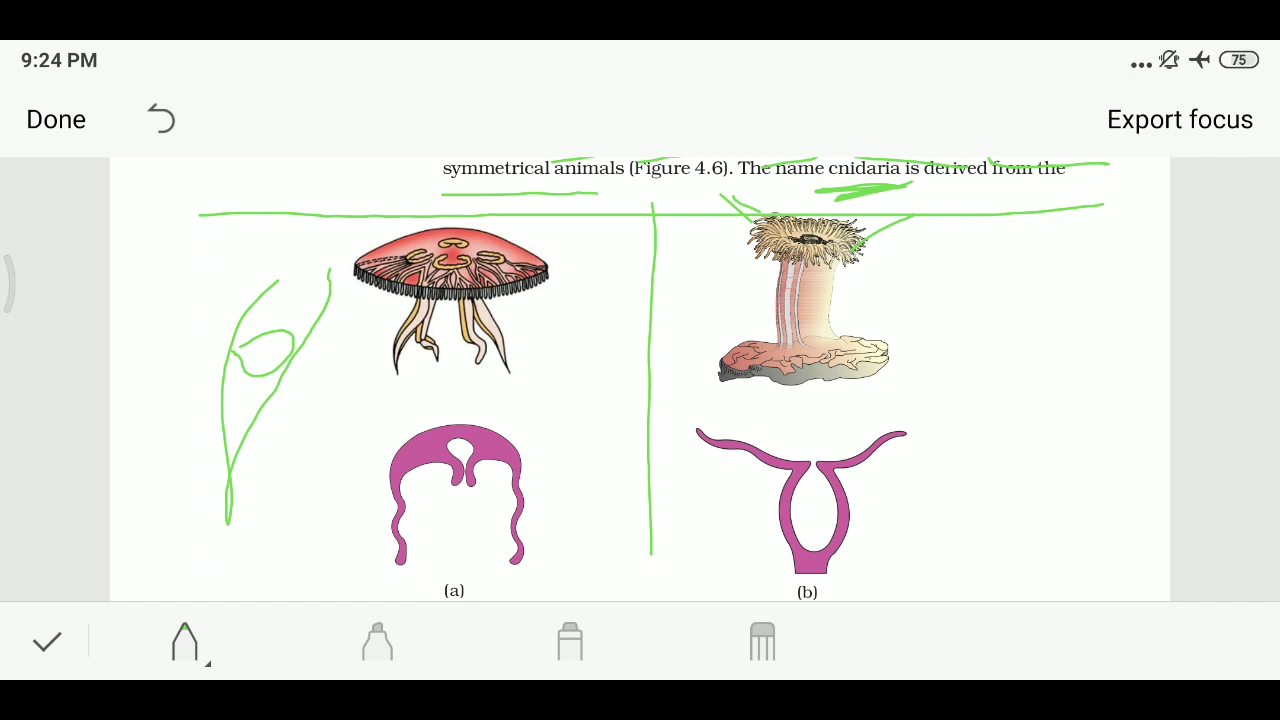 9:24 PM
75
Done
Export focus
symmetrical animals (Figure 4.6). The name cnidaria is derived from the
(a)
(b)